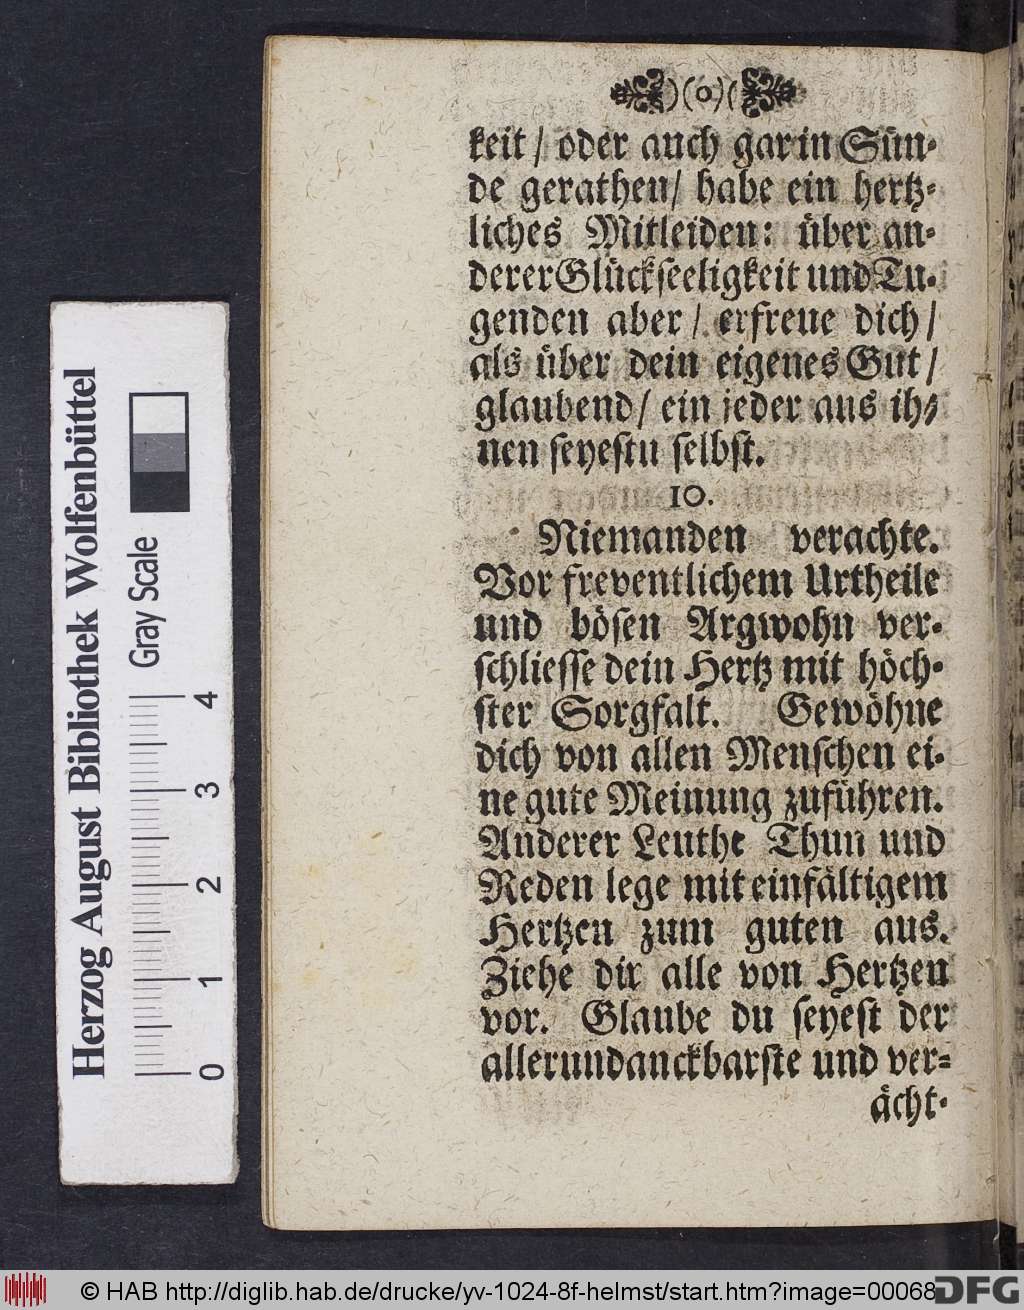 )(o)(
keit / oder auch gar in Sün-
de gerathen / habe ein hertz-
liches Mitleiden: über an-
derer Glückseeligkeit und Tu-
genden aber / erfreue dich /
als über dein eigenes Gut /
glaubend / ein jeder aus ih-
nen seyestu selbst.
10.
Niemanden verachte.
Vor freventlichem Urtheile
und bösen Argwohn ver-
schliesse dein Hertz mit höch-
ster Sorgfalt. Gewöhne
dich von allen Menschen ei-
ne gute Meinung zuführen.
Anderer Leuthe Thun und
Reden lege mit einfältigem
Hertzen zum guten aus.
Ziehe dir alle von Hertzen
vor. Glaube du seyest der
allerundanckbarste und ver-
ächt-
Herzog August Bibliothek Wolfenbüttel
Gray Scale
0 1 2 3 4
© HAB http://diglib.hab.de/drucke/yv-1024-8f-helmst/start.htm?image=00068
DFG